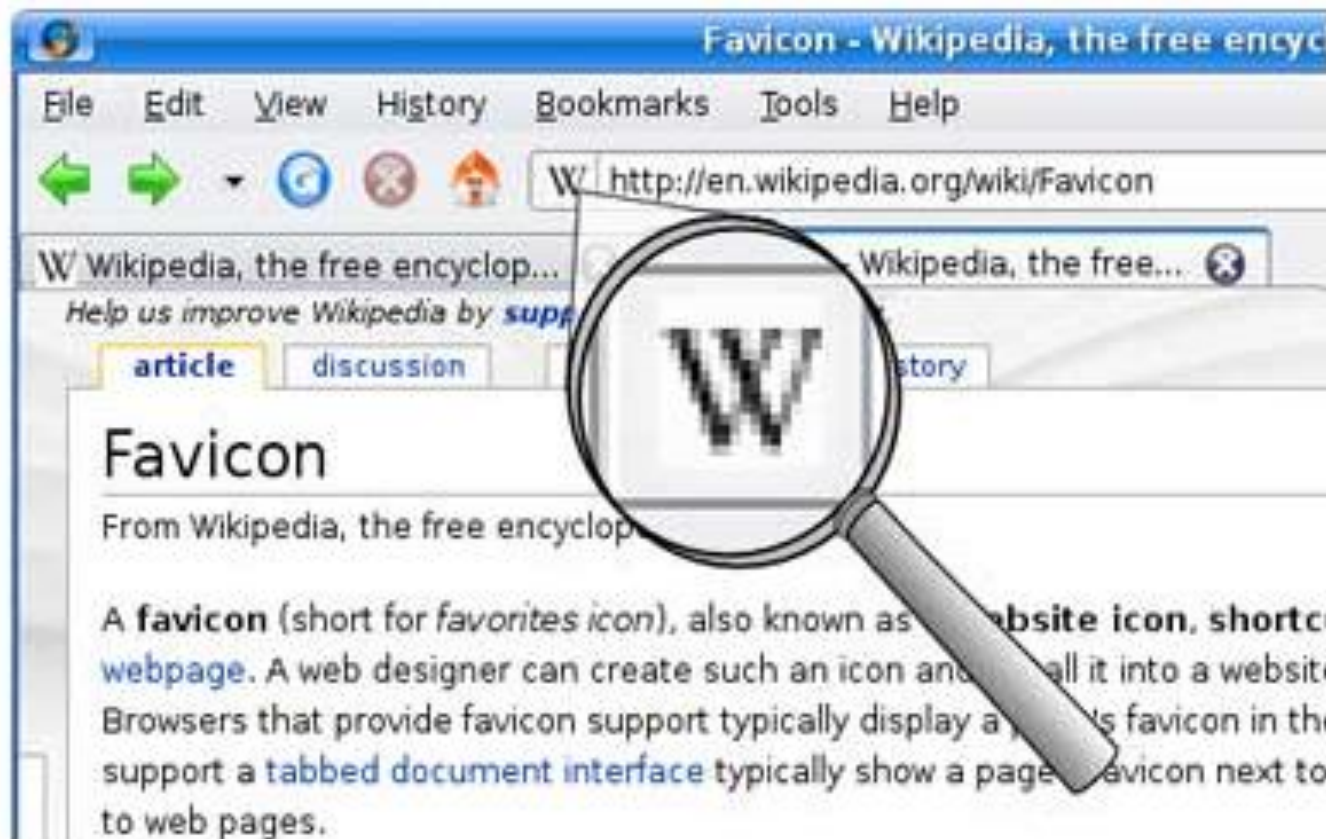 Favicon - Wikipedia, the free encyc
File Edit View History Bookmarks Tools Help
W http://en.wikipedia.org/wiki/Favicon
W Wikipedia, the free encyclop... - Wikipedia, the free...
Help us improve Wikipedia by supp
W
article discussion story
Favicon
From Wikipedia, the free encyclop
A favicon (short for favorites icon), also known as bsite icon, shortc
webpage. A web designer can create such an icon and all it into a website
Browsers that provide favicon support typically display a 's favicon in the
support a tabbed document interface typically show a page avicon next to
to web pages.